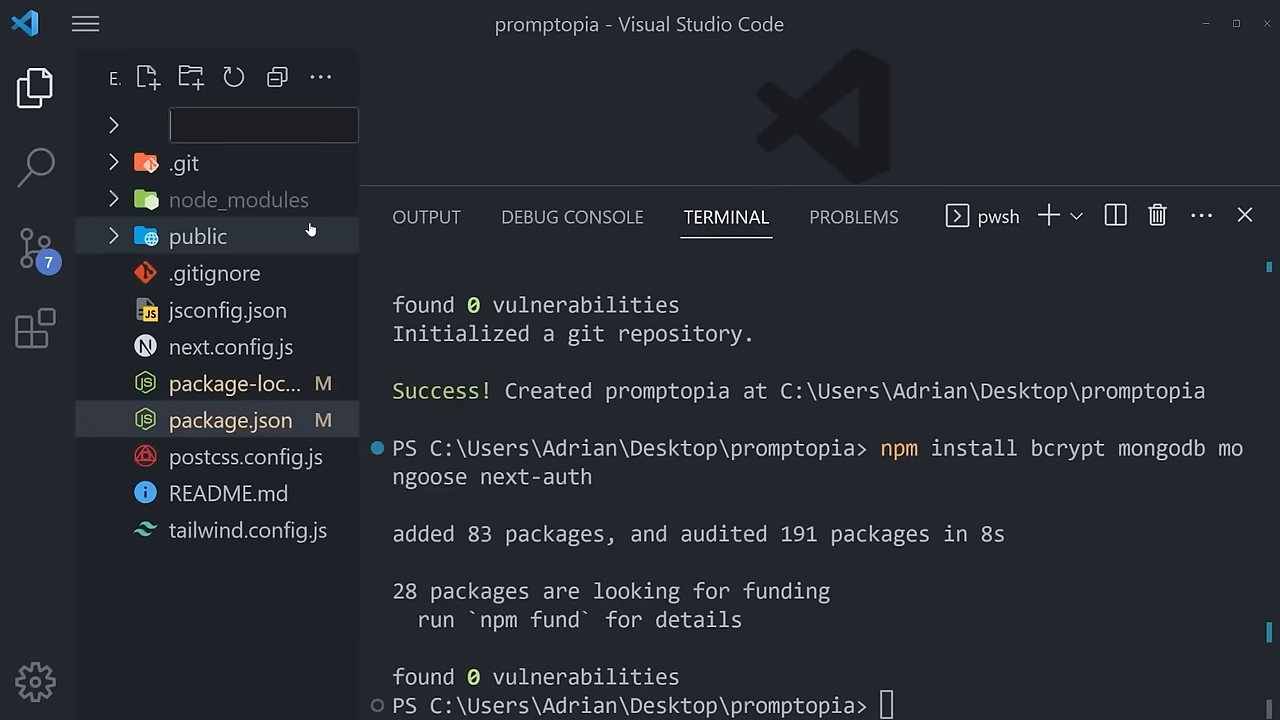 promptopia - Visual Studio Code
E.
.git
node_modules
public
.gitignore
jsconfig.json
next.config.js
package-loc... M
package.json M
postcss.config.js
README.md
tailwind.config.js
7
OUTPUT DEBUG CONSOLE TERMINAL PROBLEMS pwsh
found 0 vulnerabilities
Initialized a git repository.
Success! Created promptopia at C:\Users\Adrian\Desktop\promptopia
PS C:\Users\Adrian\Desktop\promptopia> npm install bcrypt mongodb mo
ngoose next-auth
added 83 packages, and audited 191 packages in 8s
28 packages are looking for funding
run `npm fund` for details
found 0 vulnerabilities
PS C:\Users\Adrian\Desktop\promptopia>